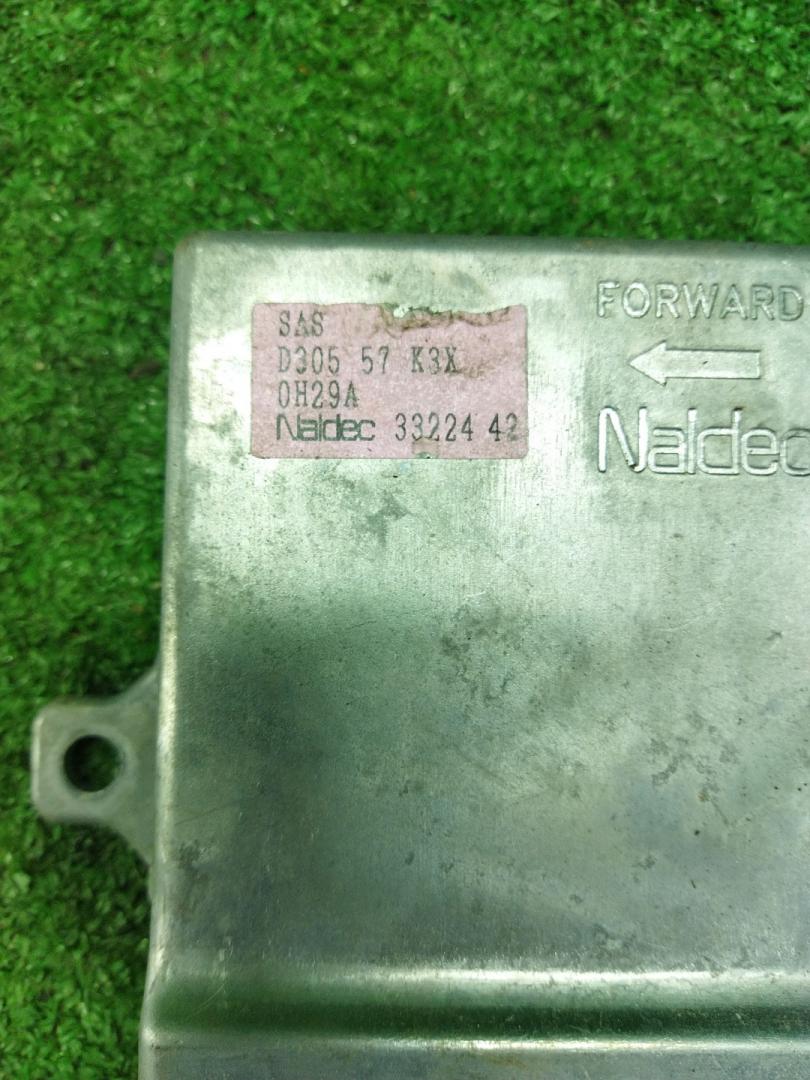 SAS
D305 57 K3X
0H29A
Naldec 33224 42
FORWARD
Naldec